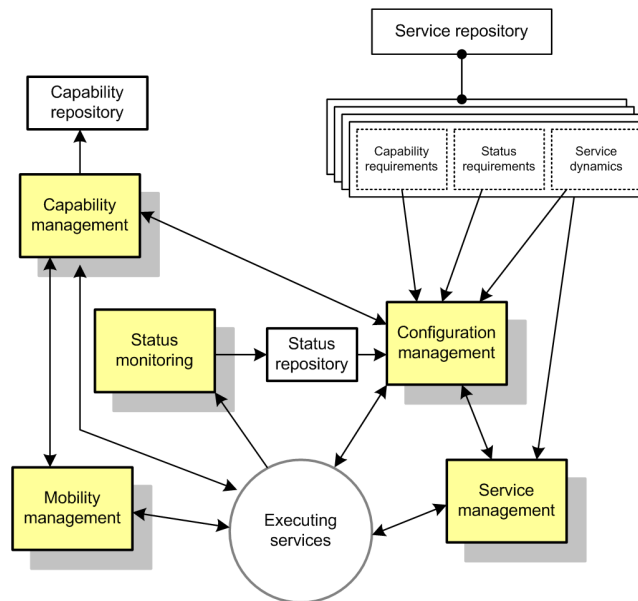 Service repository
Capability
repository
Capability
requirements
Status
requirements
Service
dynamics
Capability
management
Status
monitoring
Status
repository
Configuration
management
Mobility
management
Executing
services
Service
management